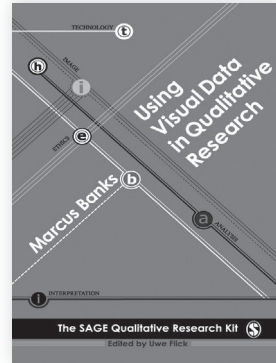 TECHNOLOGY t
h
IMAGE
i
Using
Visual Data
in Qualitative
Research
ETHICS
e
b
Marcus Banks
a
ANALYSIS
i
INTERPRETATION
The SAGE Qualitative Research Kit S
Edited by Uwe Flick